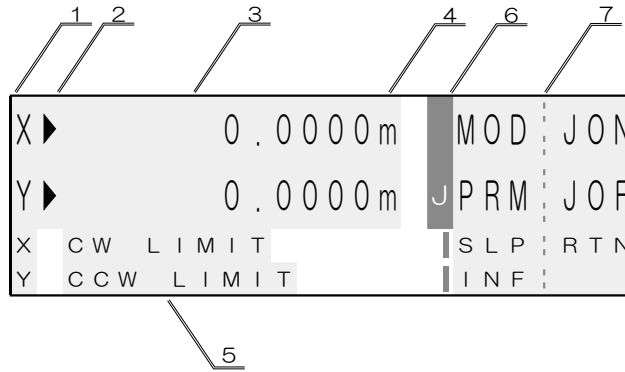 1 2 3 4 6 7
X▶ 0.0000m MOD JON
Y▶ 0.0000m J PRM JOF
X CW LIMIT SLP RTN
Y CCW LIMIT INF
5